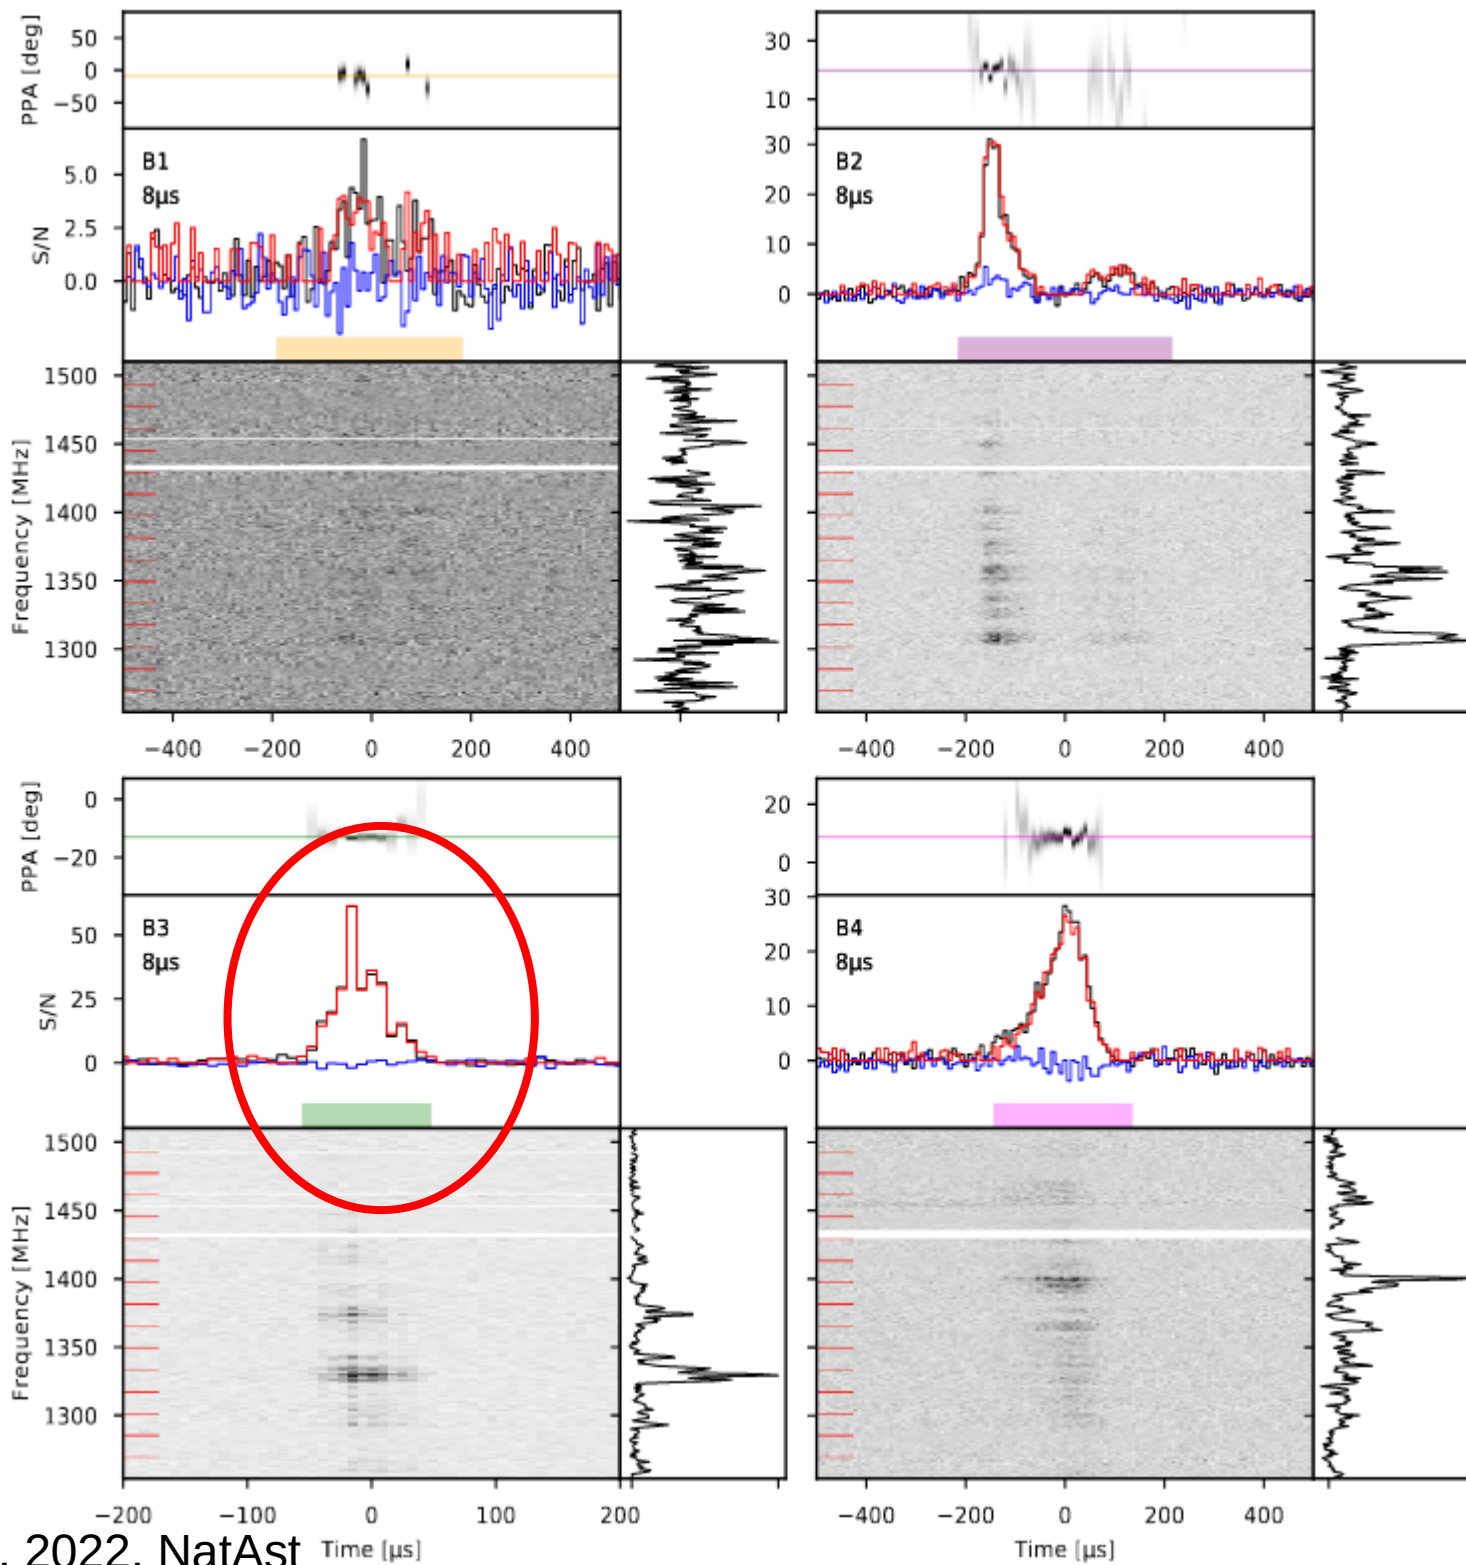 PPA [deg]
50
0
−50
30
10
S/N
B1
8µs
5.0
2.5
0.0
B2
8µs
30
20
10
0
Frequency [MHz]
1500
1450
1400
1350
1300
−400 −200 0 200 400
−400 −200 0 200 400
PPA [deg]
0
−20
20
0
S/N
B3
8µs
50
25
0
B4
8µs
30
20
10
0
Frequency [MHz]
1500
1450
1400
1350
1300
−200 −100 0 100 200
−400 −200 0 200 400
Time [µs]
Time [µs]
. 2022. NatAst